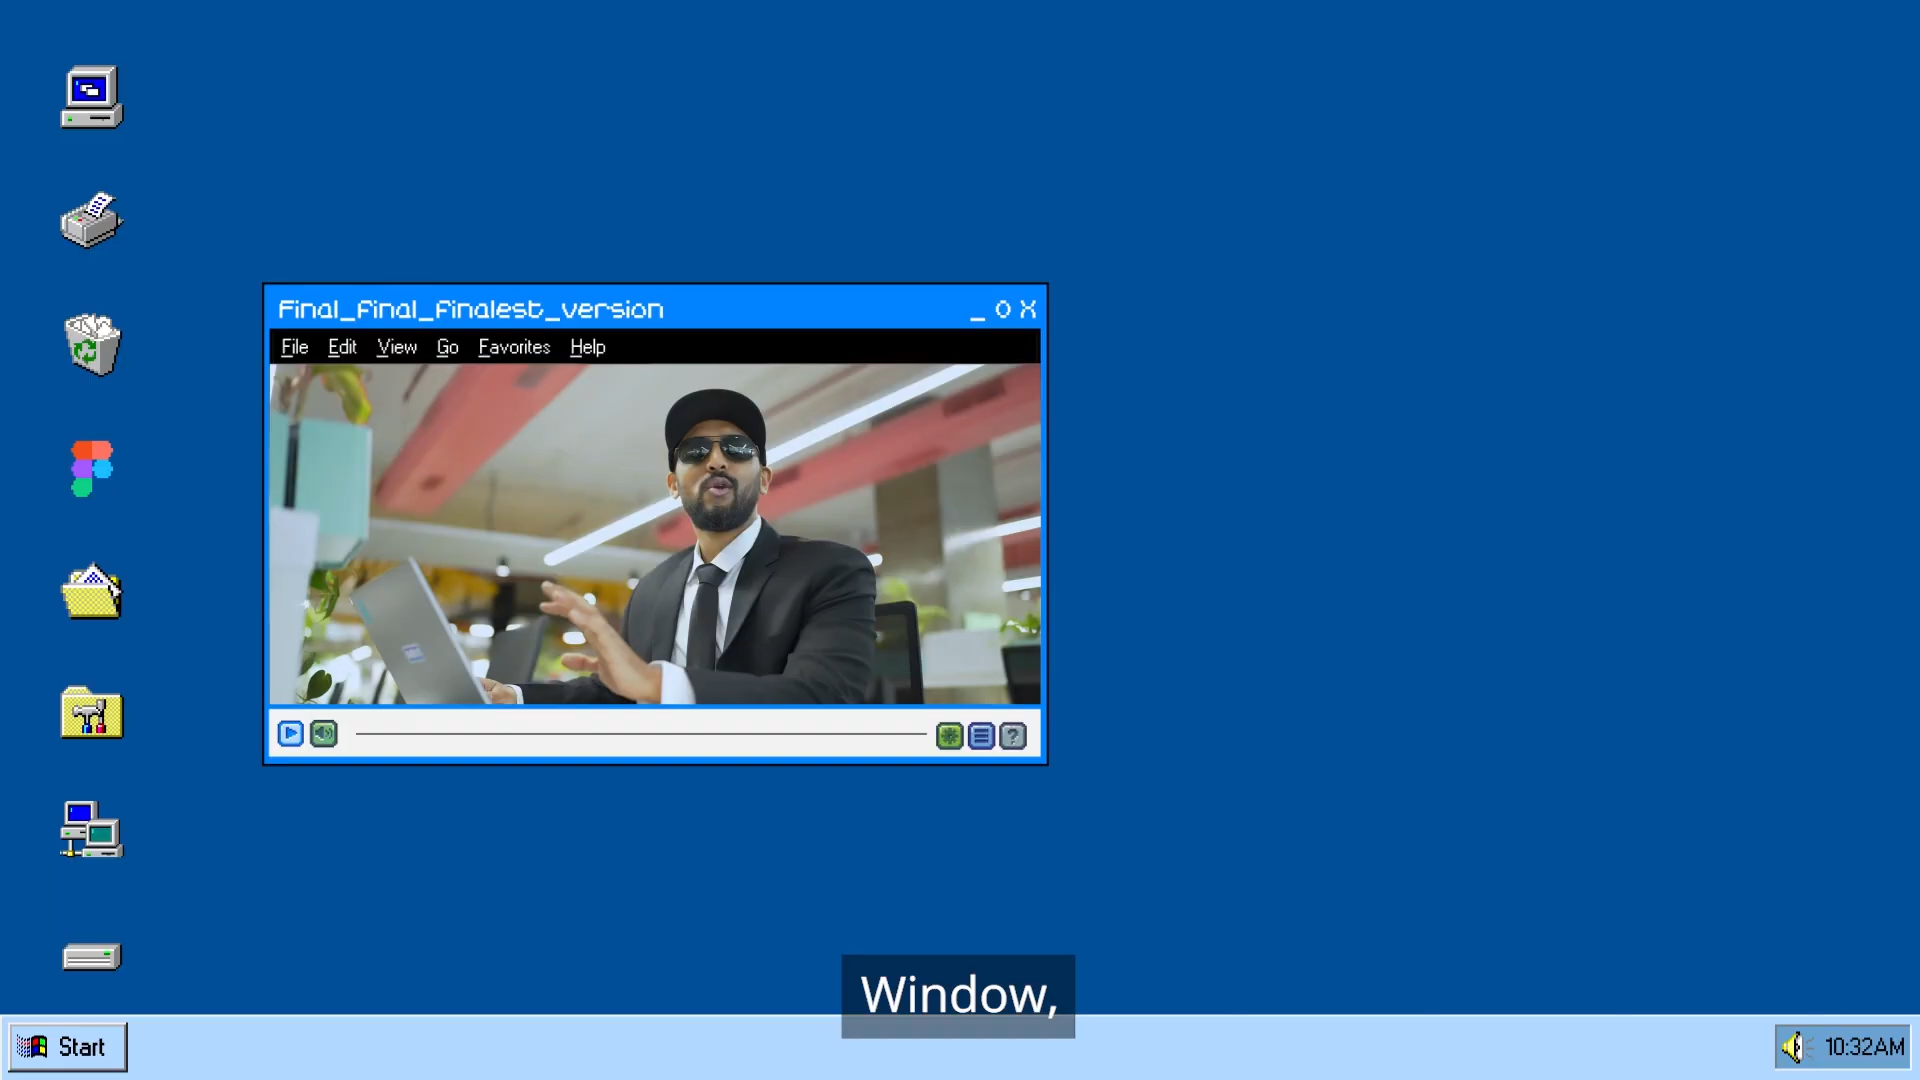 Final_Final_Finalest_version
_ O X
File Edit View Go Favorites Help
?
Window,
Start
10:32AM